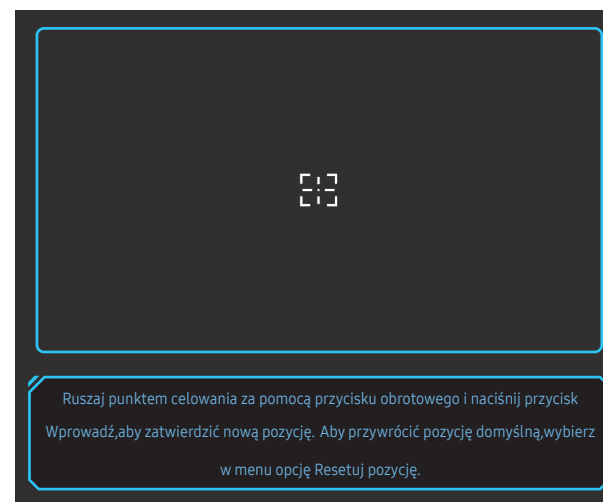 Ruszaj punktem celowania za pomocą przycisku obrotowego i naciśnij przycisk
Wprowadź,aby zatwierdzić nową pozycję. Aby przywrócić pozycję domyślną,wybierz
w menu opcję Resetuj pozycję.